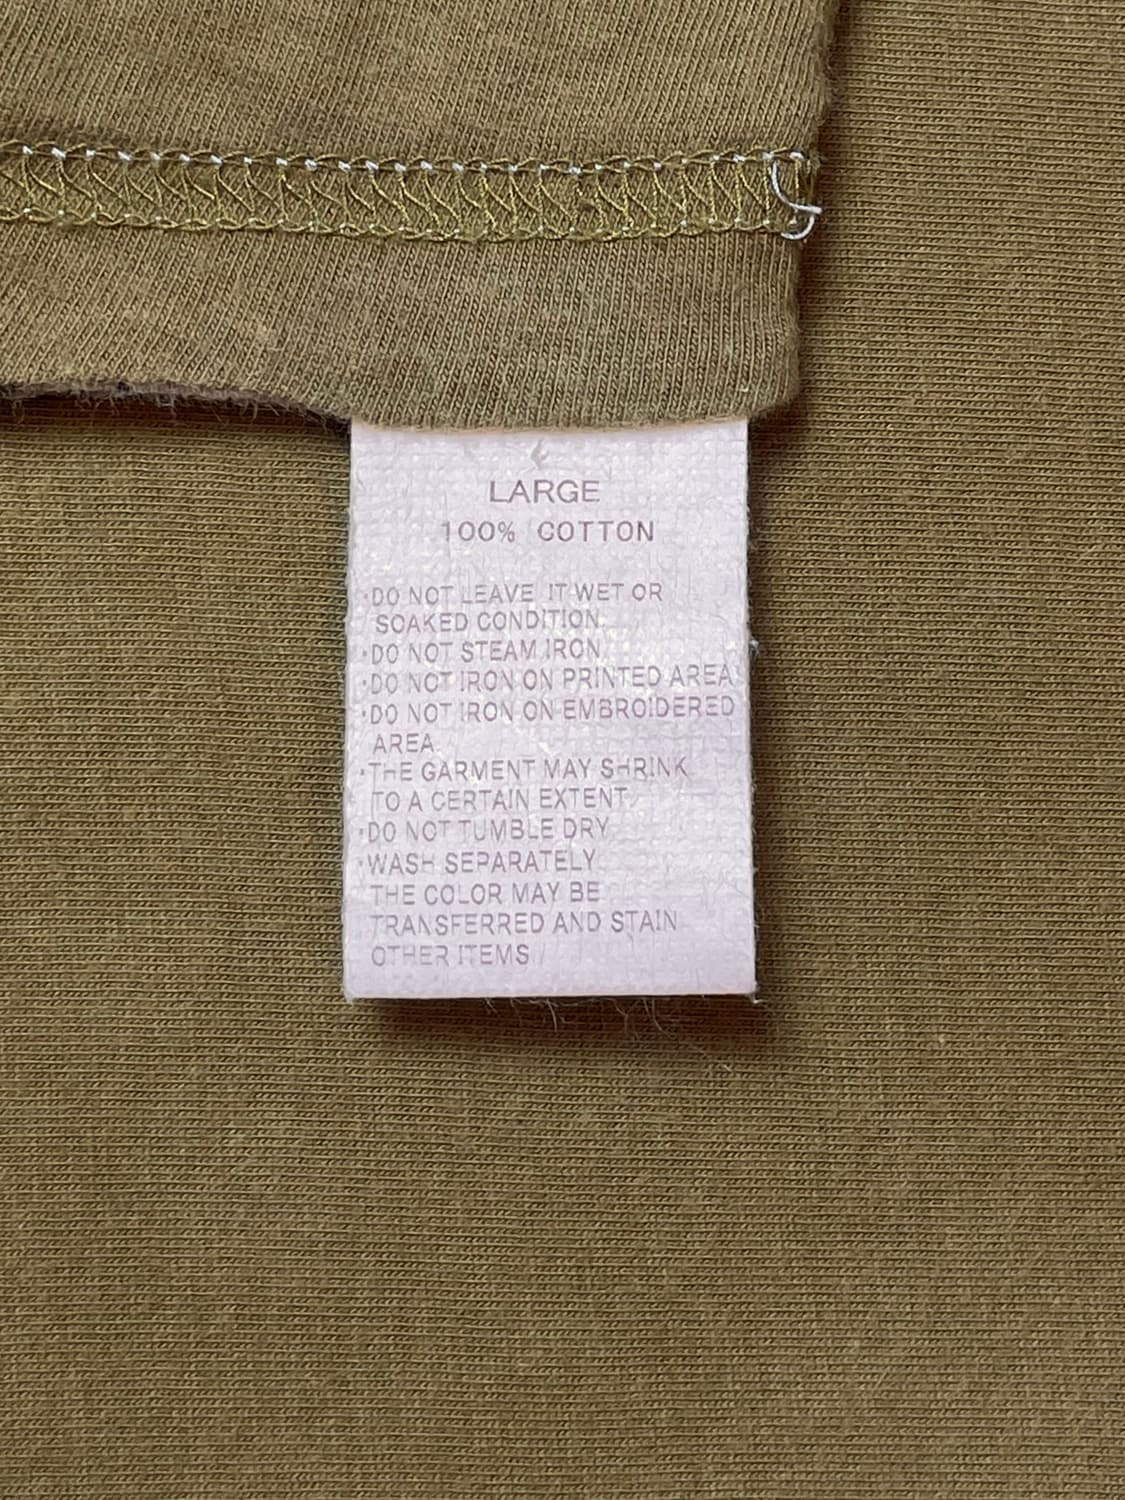 LARGE
100% COTTON
·DO NOT LEAVE IT WET OR
SOAKED CONDITION.
·DO NOT STEAM IRON.
·DO NOT IRON ON PRINTED AREA
·DO NOT IRON ON EMBROIDERED
AREA.
·THE GARMENT MAY SHRINK
TO A CERTAIN EXTENT.
·DO NOT TUMBLE DRY.
·WASH SEPARATELY
THE COLOR MAY BE
TRANSFERRED AND STAIN
OTHER ITEMS.